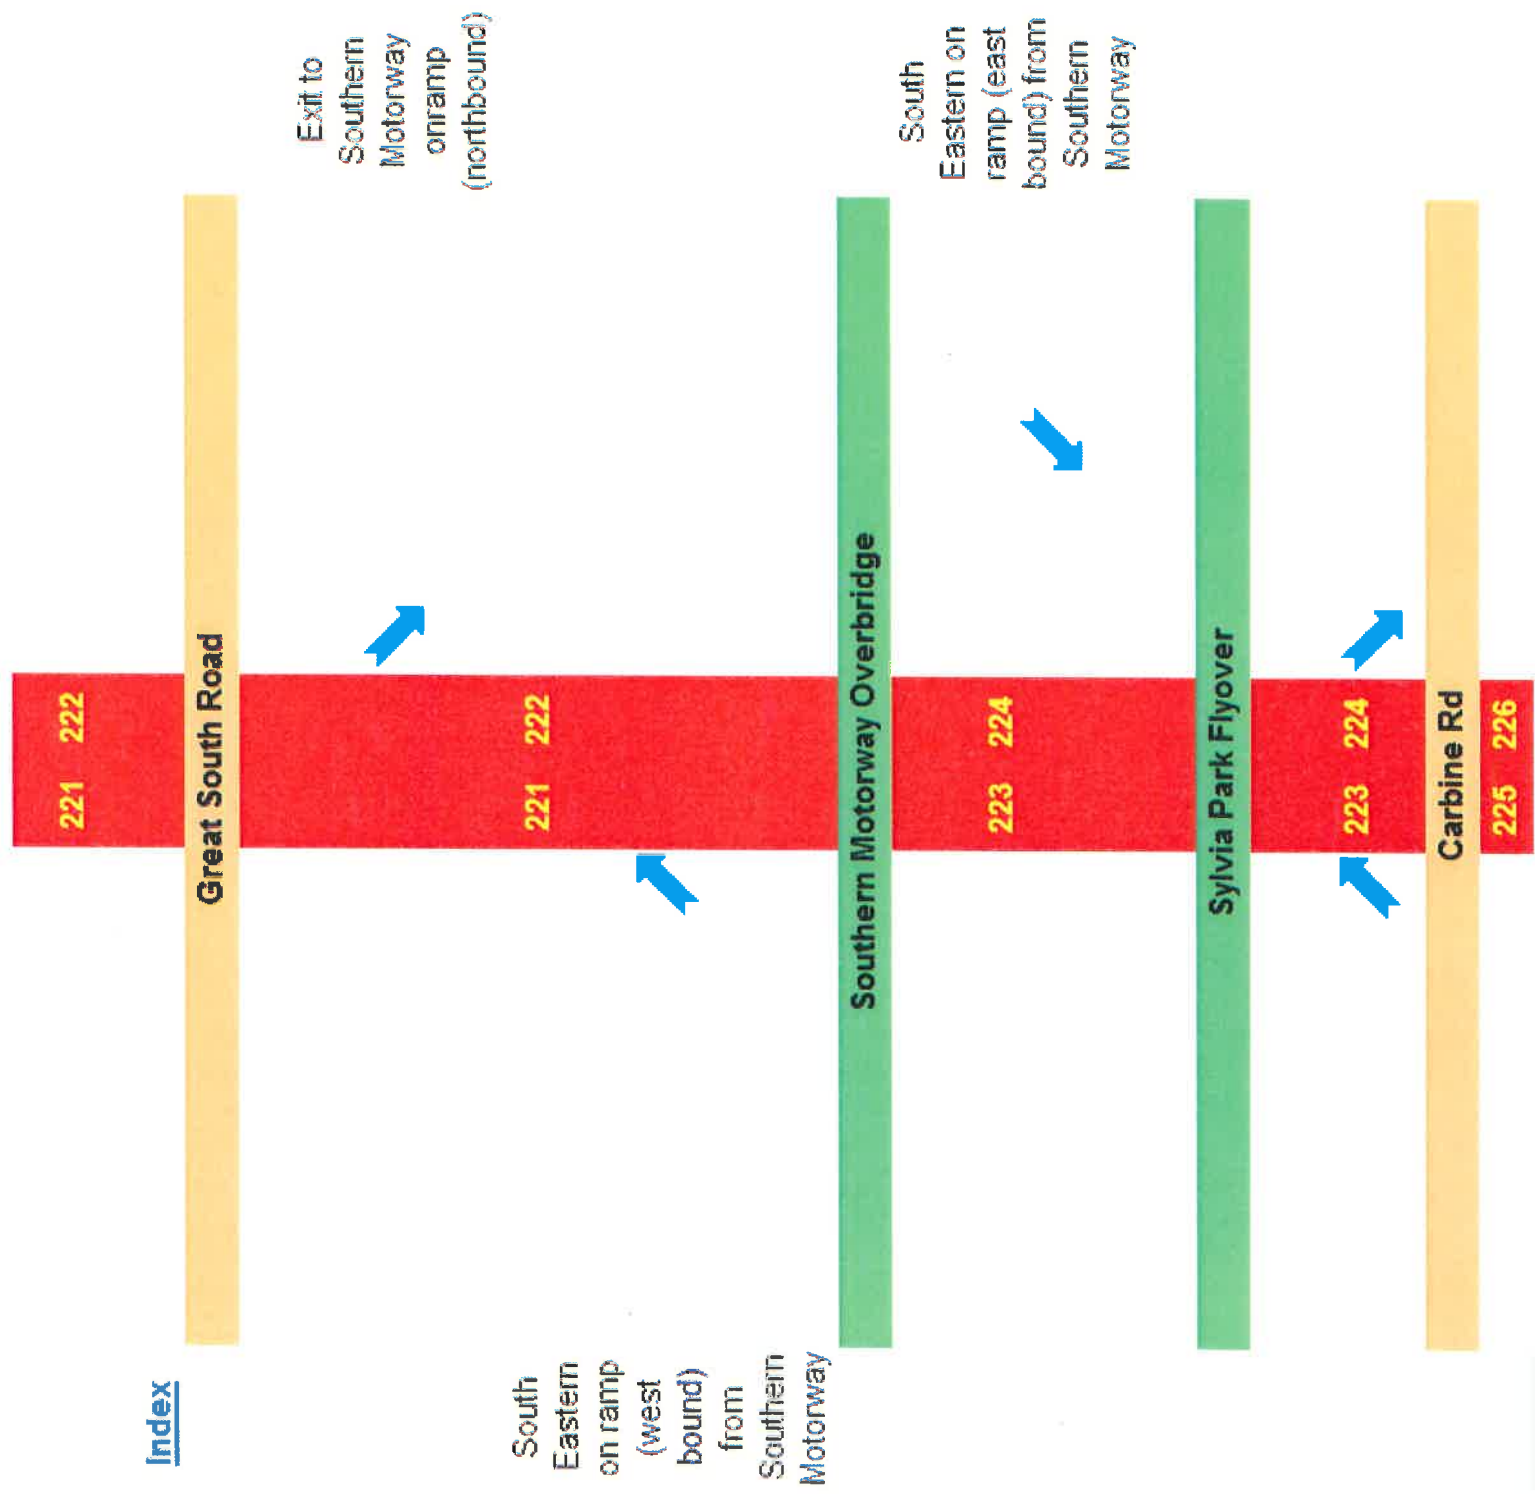 221 222
Index
Great South Road
Exit to
Southern
Motorway
onramp
(northbound)
221 222
South
Eastern
on ramp
(west
bound)
from
Southern
Motorway
Southern Motorway Overbridge
South
Eastern on
ramp (east
bound) from
Southern
Motorway
223 224
Sylvia Park Flyover
223 224
Carbine Rd
225 226